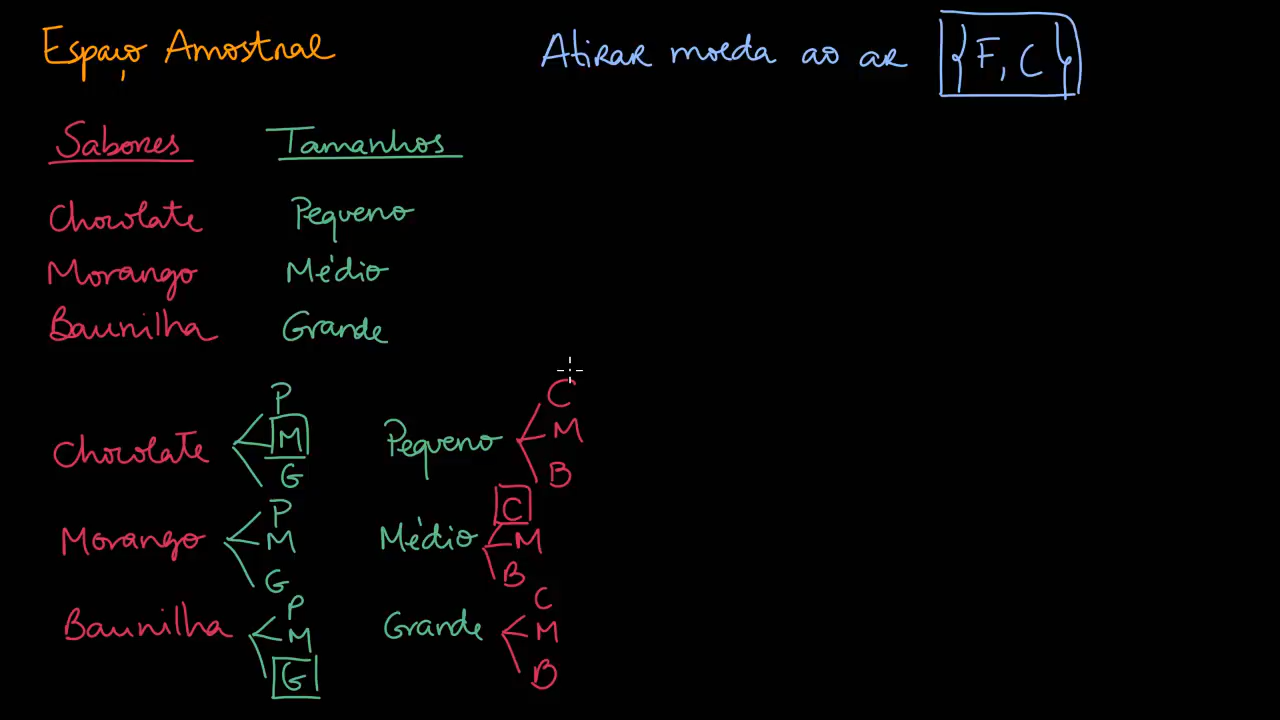 Espaço Amostral
Atirar moeda ao ar {F, C}
Sabores Tamanhos
Chocolate Pequeno
Morango Médio
Baunilha Grande
P
Chocolate M
G
P
Morango M
G
P
Baunilha M
G
C
Pequeno M
B
C
Médio M
B
C
Grande M
B